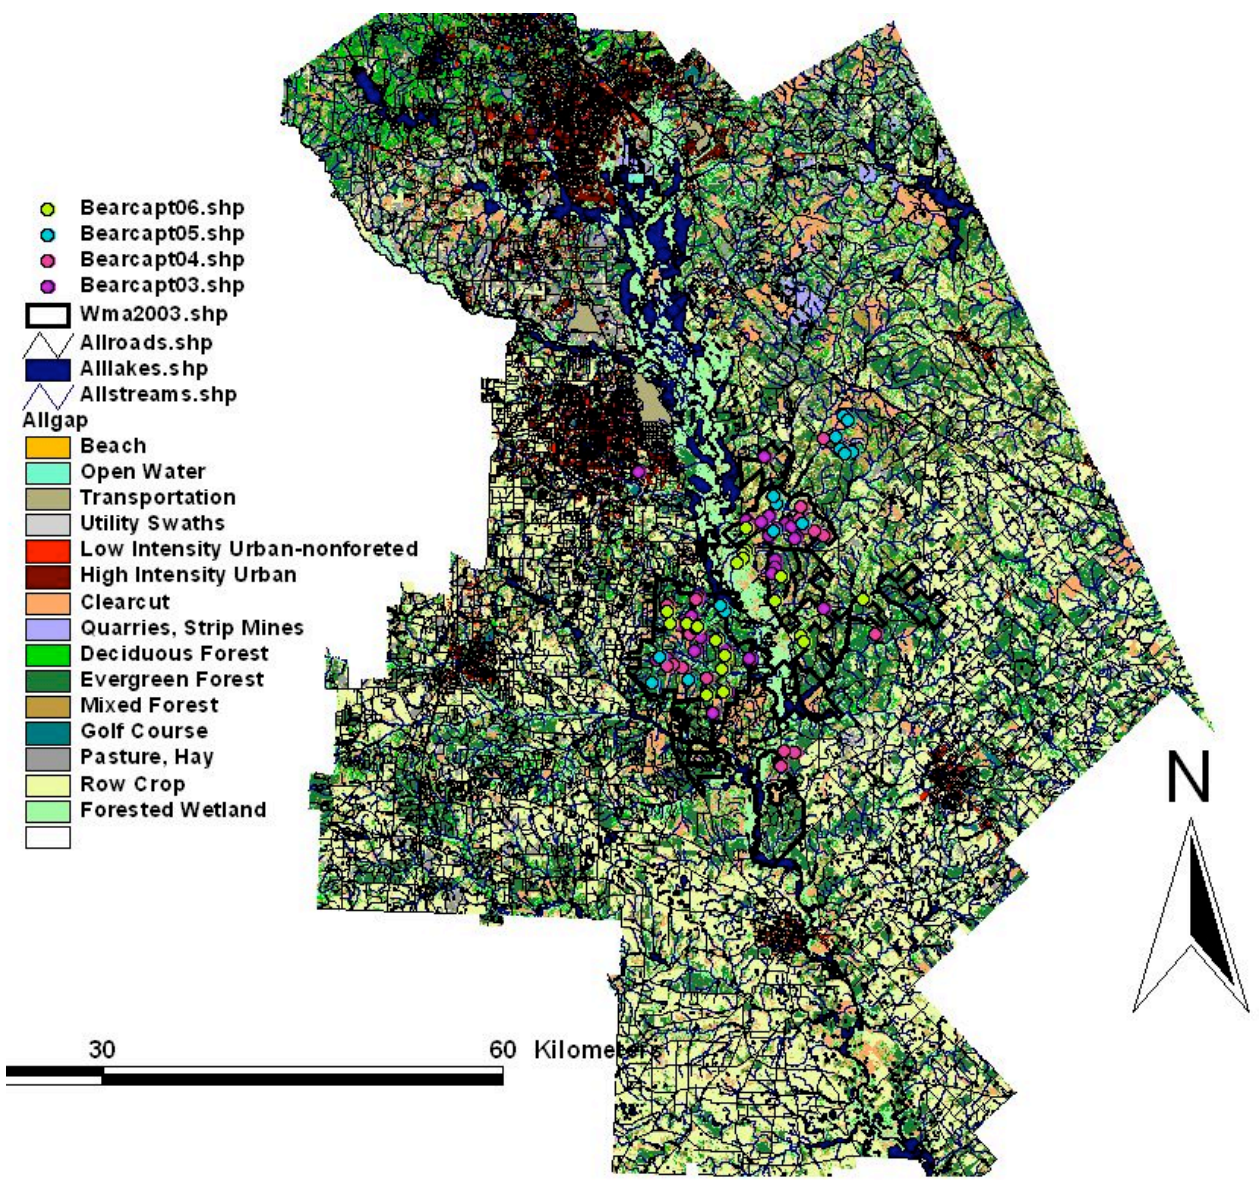 Bearcapt06.shp
Bearcapt05.shp
Bearcapt04.shp
Bearcapt03.shp
Wma2003.shp
Allroads.shp
Alllakes.shp
Allstreams.shp
Allgap
Beach
Open Water
Transportation
Utility Swaths
Low Intensity Urban-nonforeted
High Intensity Urban
Clearcut
Quarries, Strip Mines
Deciduous Forest
Evergreen Forest
Mixed Forest
Golf Course
Pasture, Hay
Row Crop
Forested Wetland
N
30 60 Kilometers